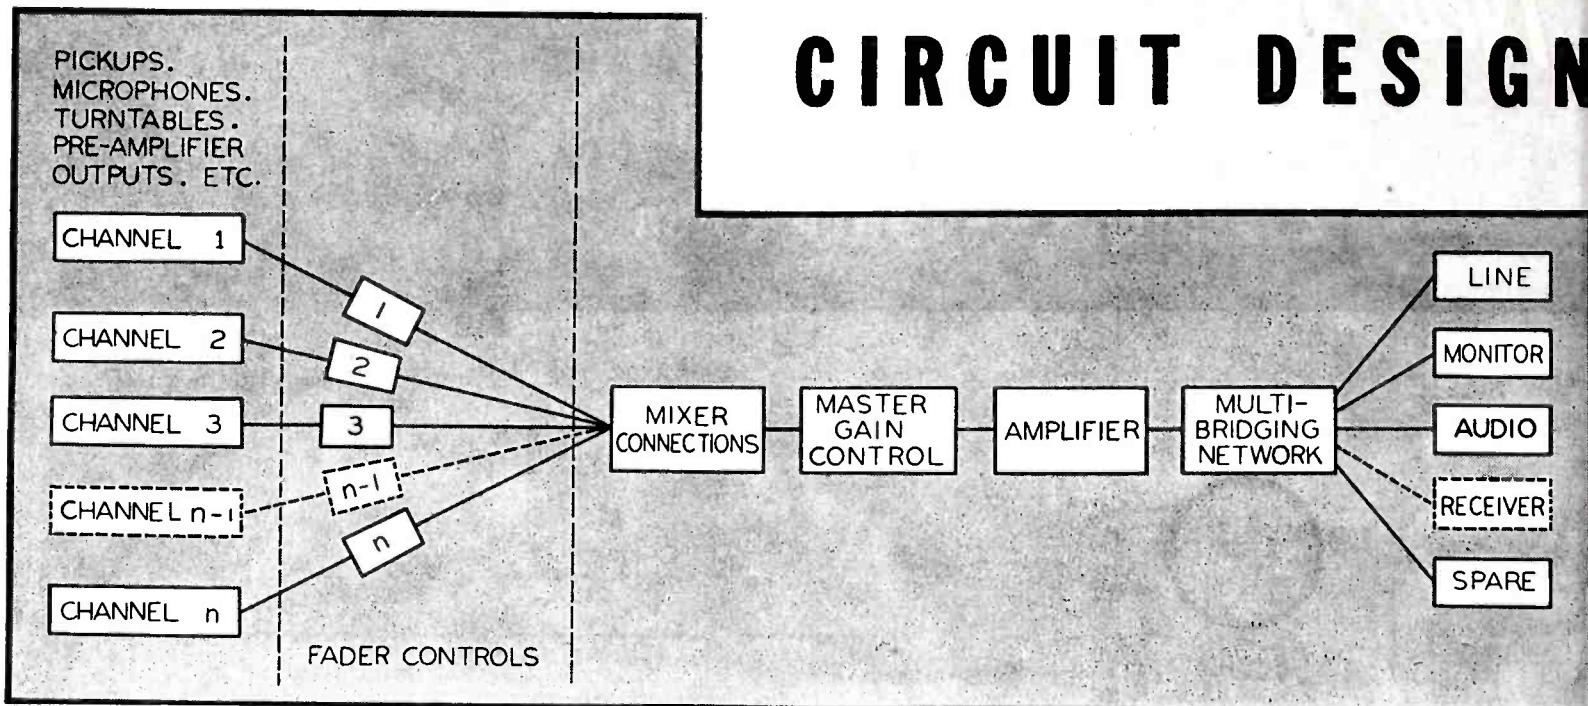 CIRCUIT DESIGN
PICKUPS.
MICROPHONES.
TURNTABLES.
PRE-AMPLIFIER
OUTPUTS. ETC.
CHANNEL 1
CHANNEL 2
CHANNEL 3
CHANNEL n-1
CHANNEL n
1
2
3
n-1
n
FADER CONTROLS
MIXER
CONNECTIONS
MASTER
GAIN
CONTROL
AMPLIFIER
MULTI-
BRIDGING
NETWORK
LINE
MONITOR
AUDIO
RECEIVER
SPARE